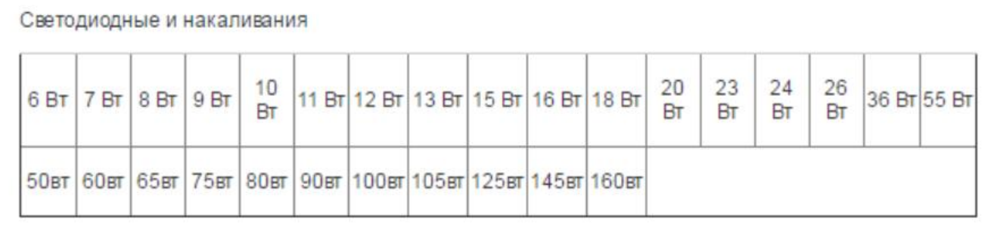 Светодиодные и накаливания
6 Вт 7 Вт 8 Вт 9 Вт 10 Вт 11 Вт 12 Вт 13 Вт 15 Вт 16 Вт 18 Вт 20 Вт 23 Вт 24 Вт 26 Вт 36 Вт 55 Вт
50вт 60вт 65вт 75вт 80вт 90вт 100вт 105вт 125вт 145вт 160вт